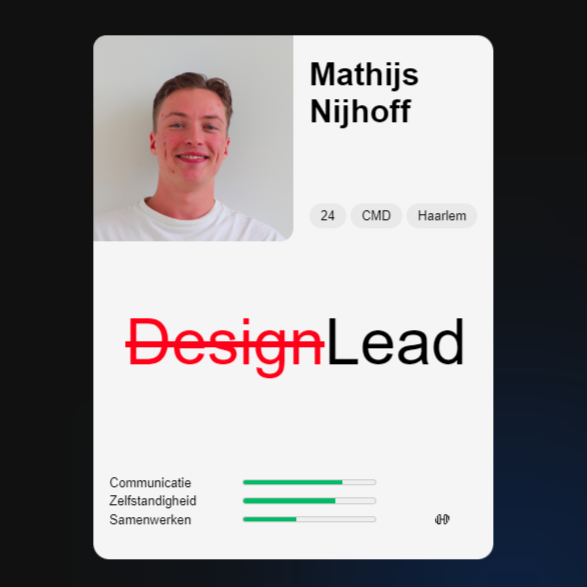 Mathijs
Nijhoff
24 CMD Haarlem
DesignLead
Communicatie
Zelfstandigheid
Samenwerken